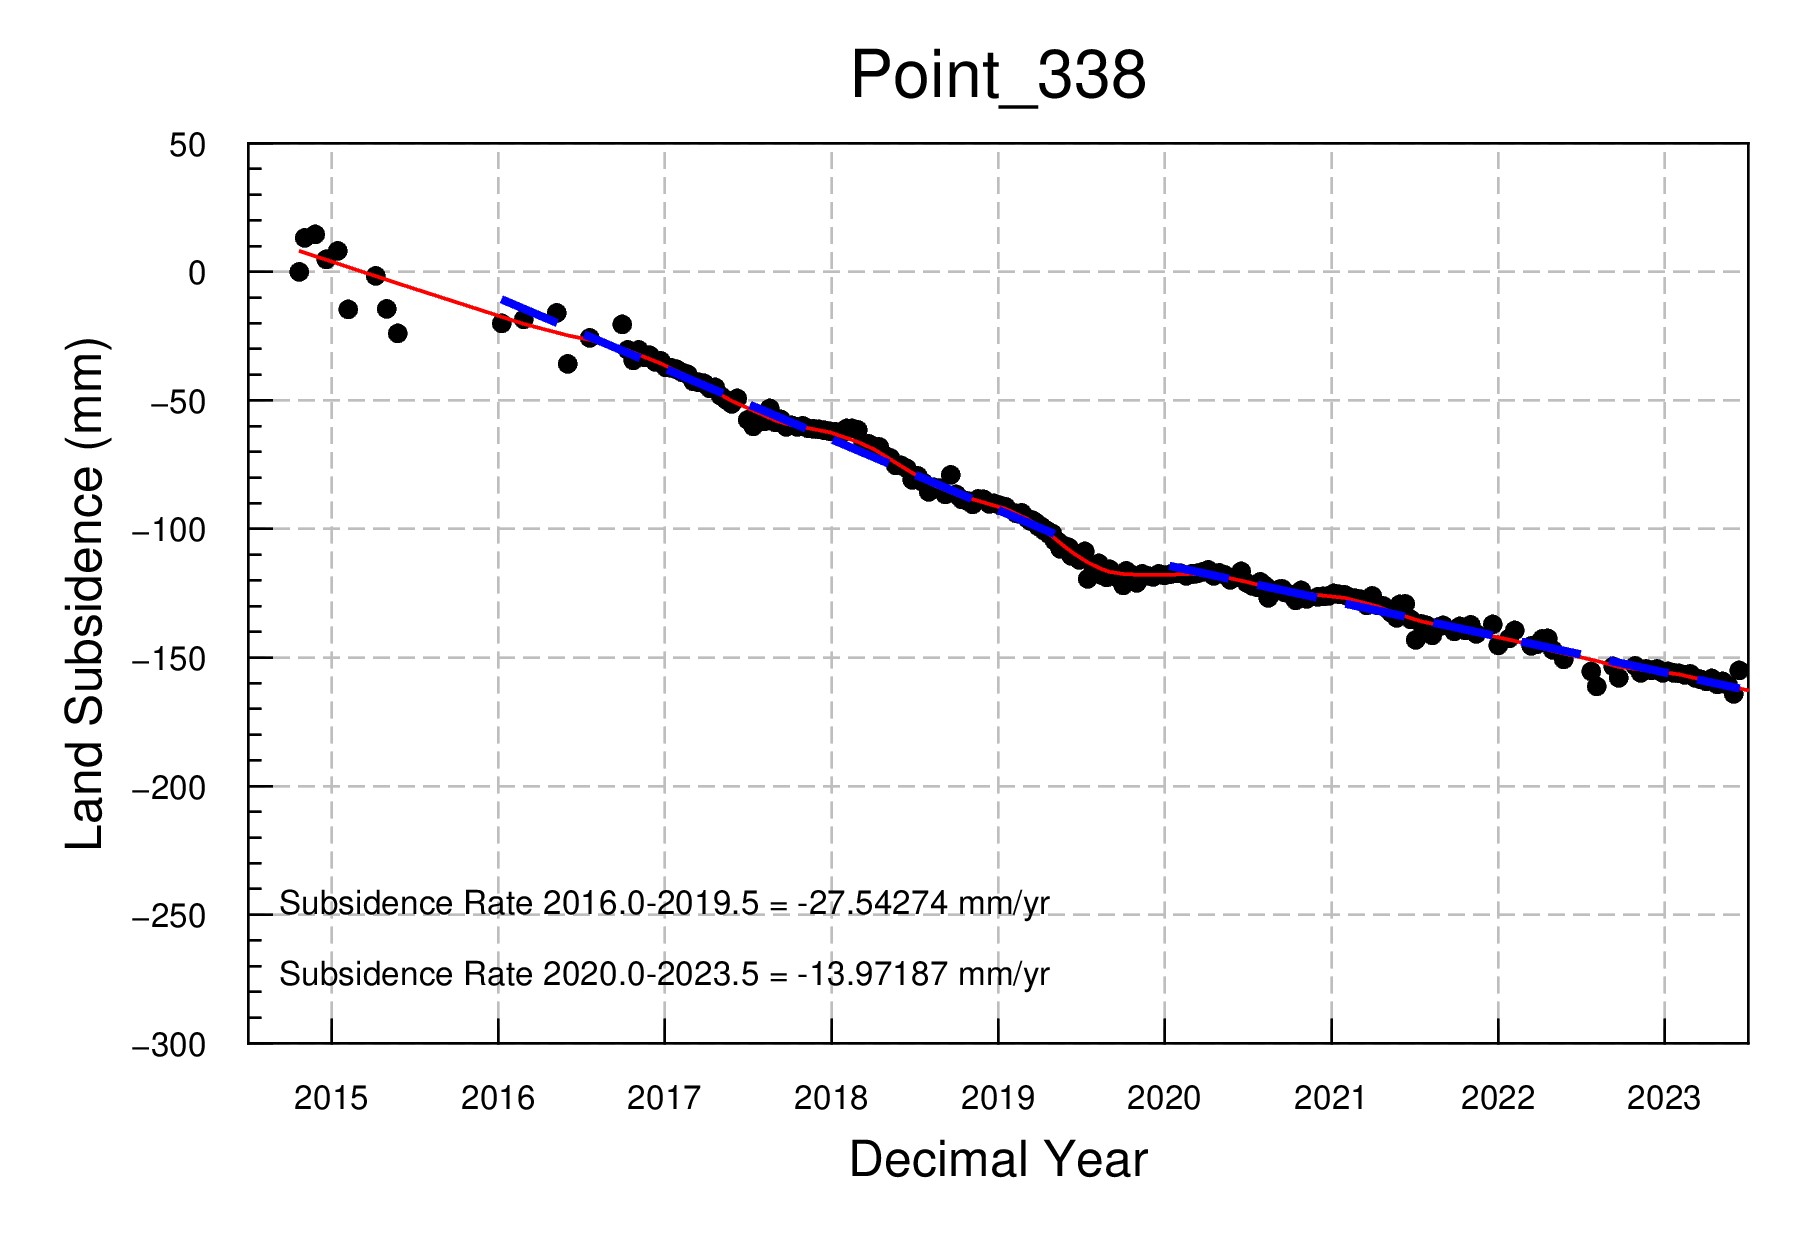 Point_338
50
0
−50
−100
−150
−200
−250
−300
Land Subsidence (mm)
Subsidence Rate 2016.0-2019.5 = -27.54274 mm/yr
Subsidence Rate 2020.0-2023.5 = -13.97187 mm/yr
2015 2016 2017 2018 2019 2020 2021 2022 2023
Decimal Year